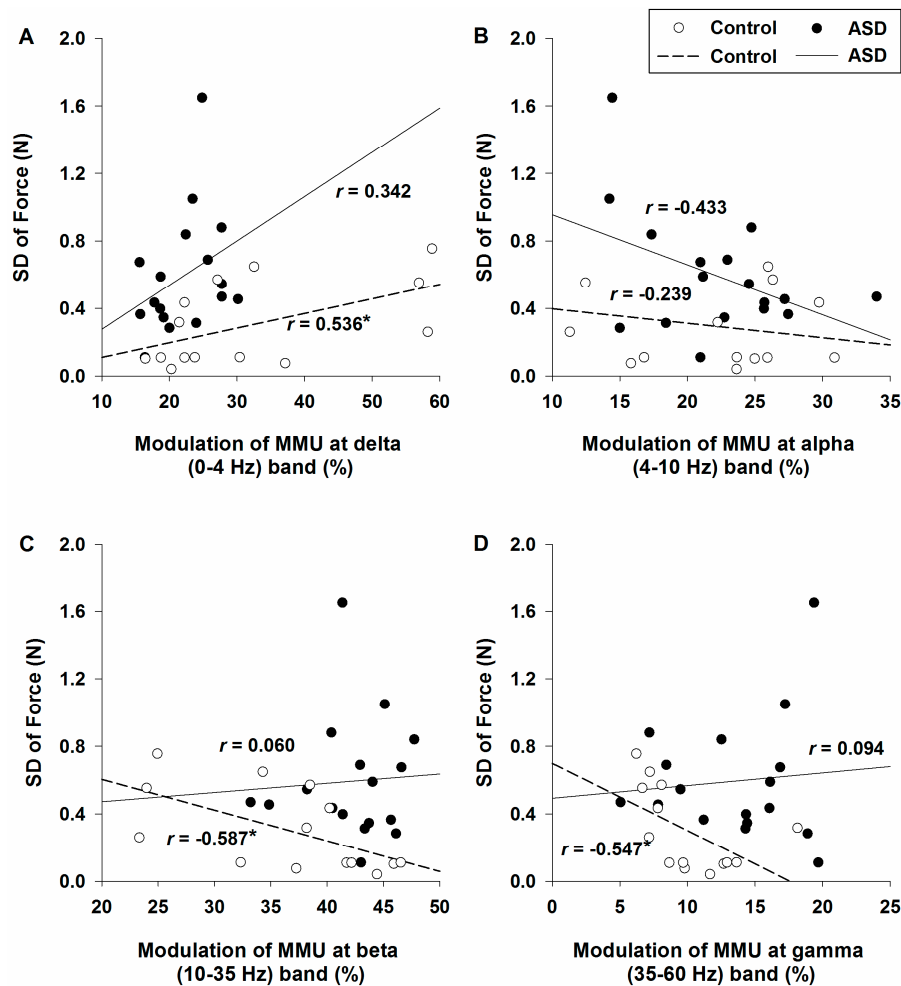 Control ASD
Control ASD
A
2.0
1.6
1.2
0.8
0.4
0.0
SD of Force (N)
r = 0.342
r = 0.536*
10 20 30 40 50 60
Modulation of MMU at delta
(0-4 Hz) band (%)
B
2.0
1.6
1.2
0.8
0.4
0.0
SD of Force (N)
r = -0.433
r = -0.239
10 15 20 25 30 35
Modulation of MMU at alpha
(4-10 Hz) band (%)
C
2.0
1.6
1.2
0.8
0.4
0.0
SD of Force (N)
r = 0.060
r = -0.587*
20 30 40 50
Modulation of MMU at beta
(10-35 Hz) band (%)
D
2.0
1.6
1.2
0.8
0.4
0.0
SD of Force (N)
r = 0.094
r = -0.547*
0 5 10 15 20 25
Modulation of MMU at gamma
(35-60 Hz) band (%)